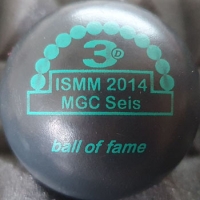 3D
ISMM 2014
MGC Seis
ball of fame